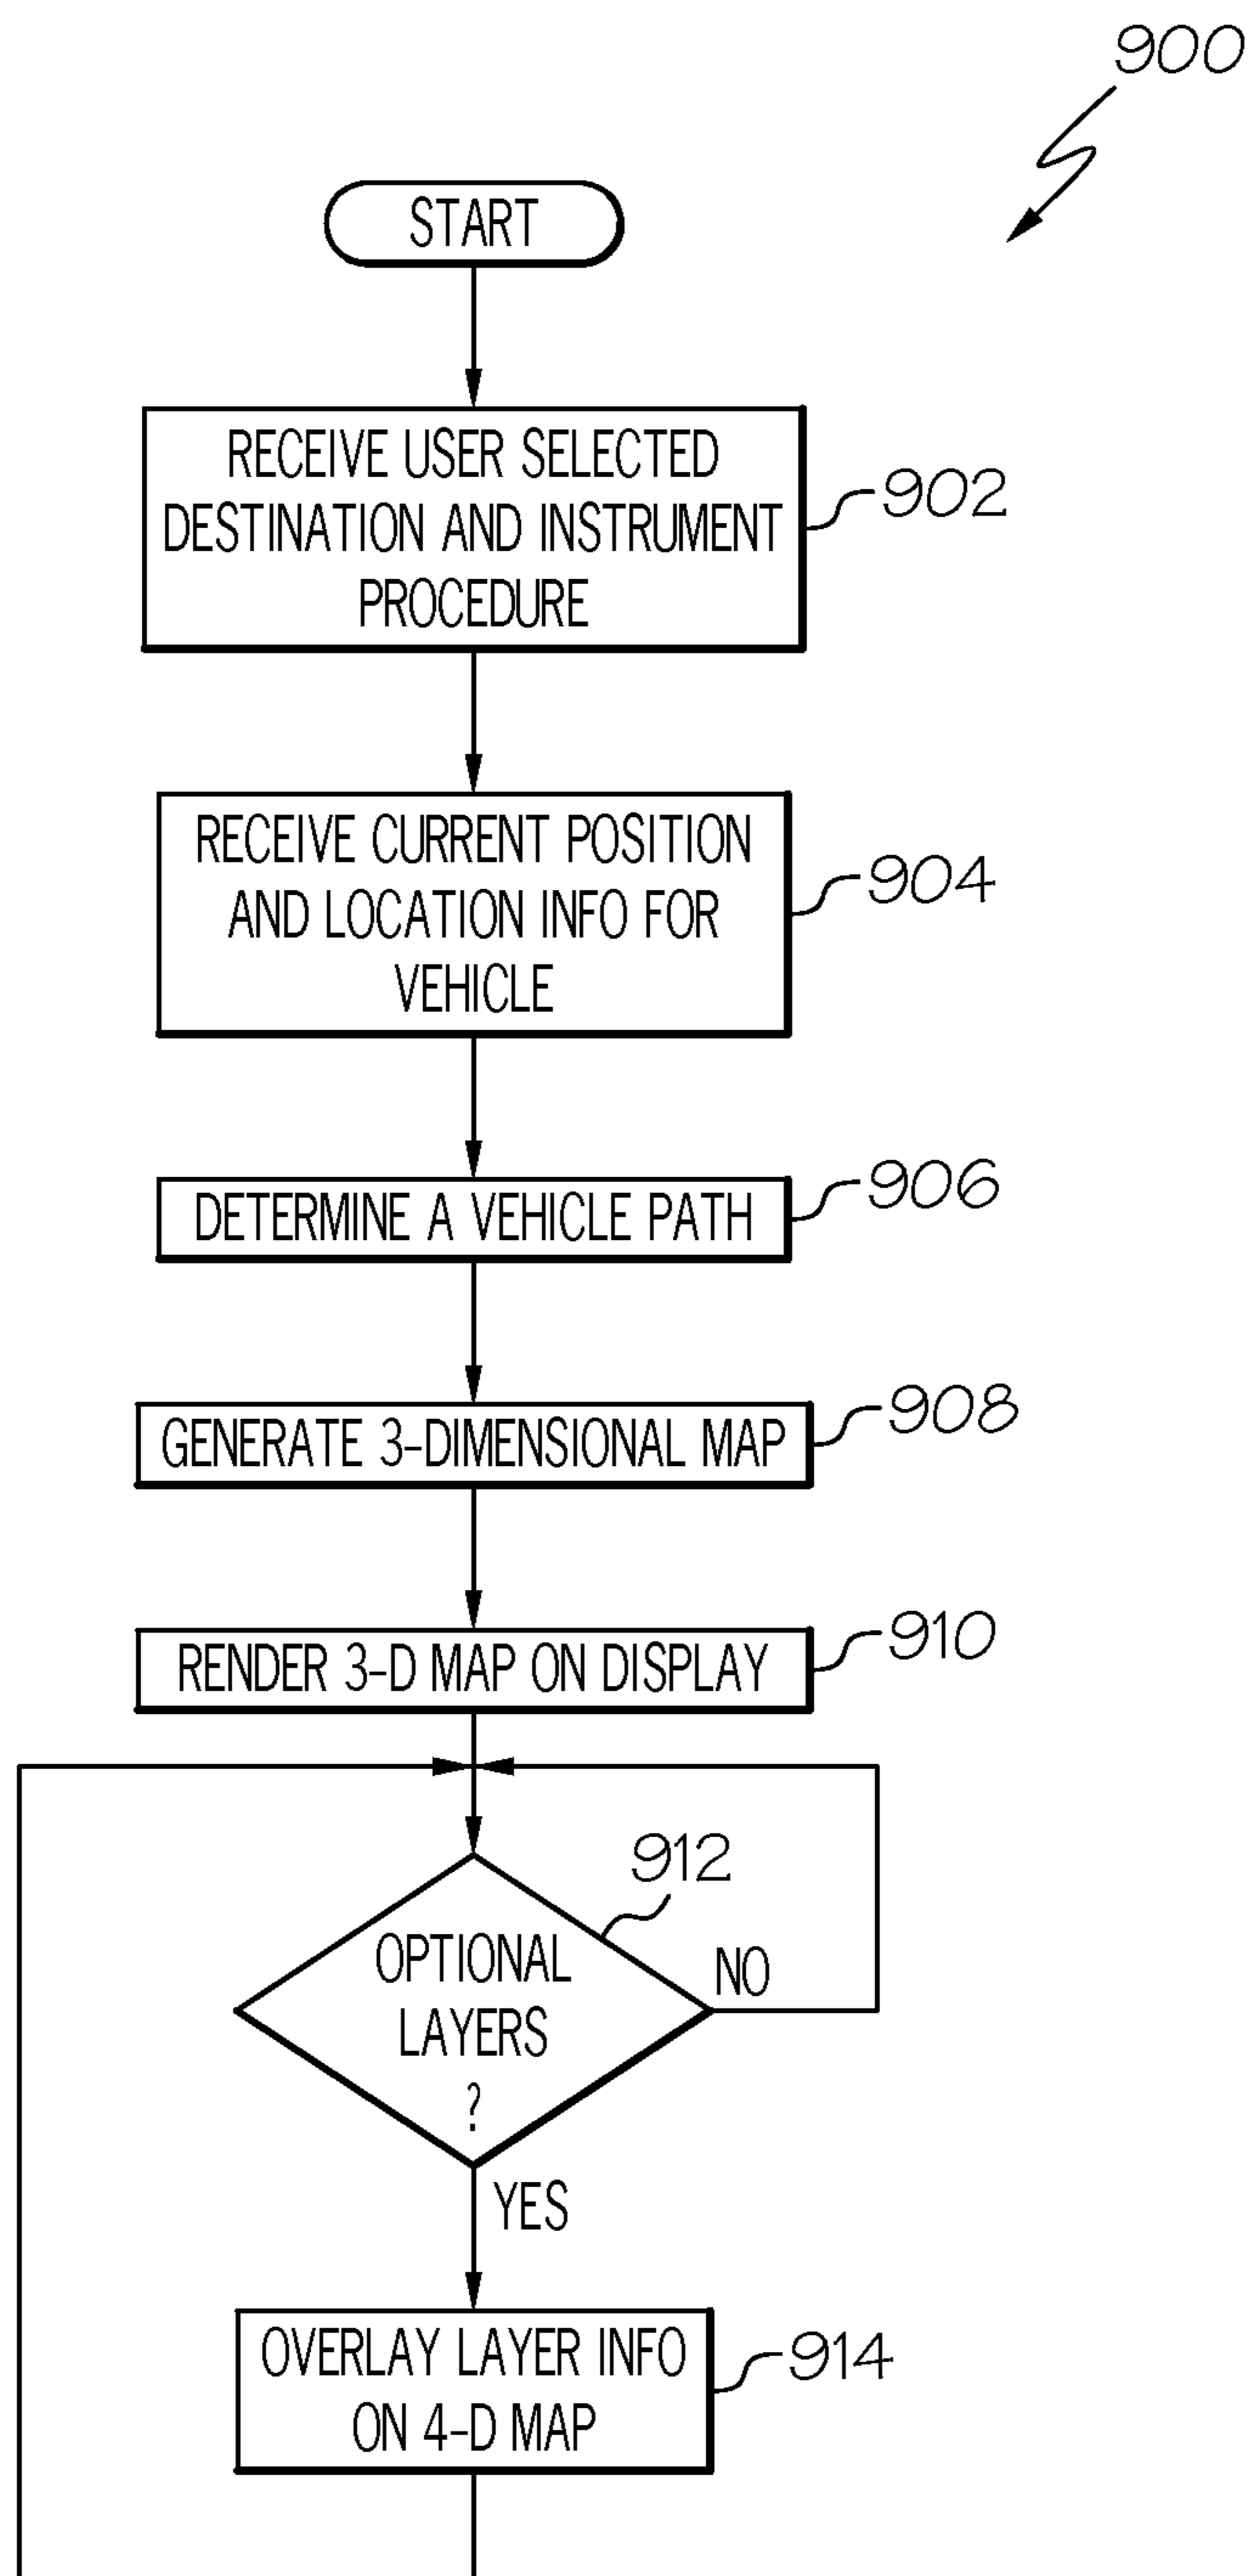 900
START
RECEIVE USER SELECTED
DESTINATION AND INSTRUMENT
PROCEDURE
902
RECEIVE CURRENT POSITION
AND LOCATION INFO FOR
VEHICLE
904
DETERMINE A VEHICLE PATH
906
GENERATE 3-DIMENSIONAL MAP
908
RENDER 3-D MAP ON DISPLAY
910
912
OPTIONAL
LAYERS
?
NO
YES
OVERLAY LAYER INFO
ON 4-D MAP
914